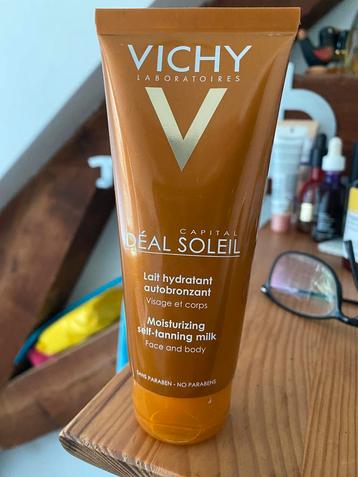 VICHY
LABORATOIRES
V
CAPITAL
IDÉAL SOLEIL
Lait hydratant
autobronzant
Visage et corps
Moisturizing
self-tanning milk
Face and body
SANS PARABEN - NO PARABENS